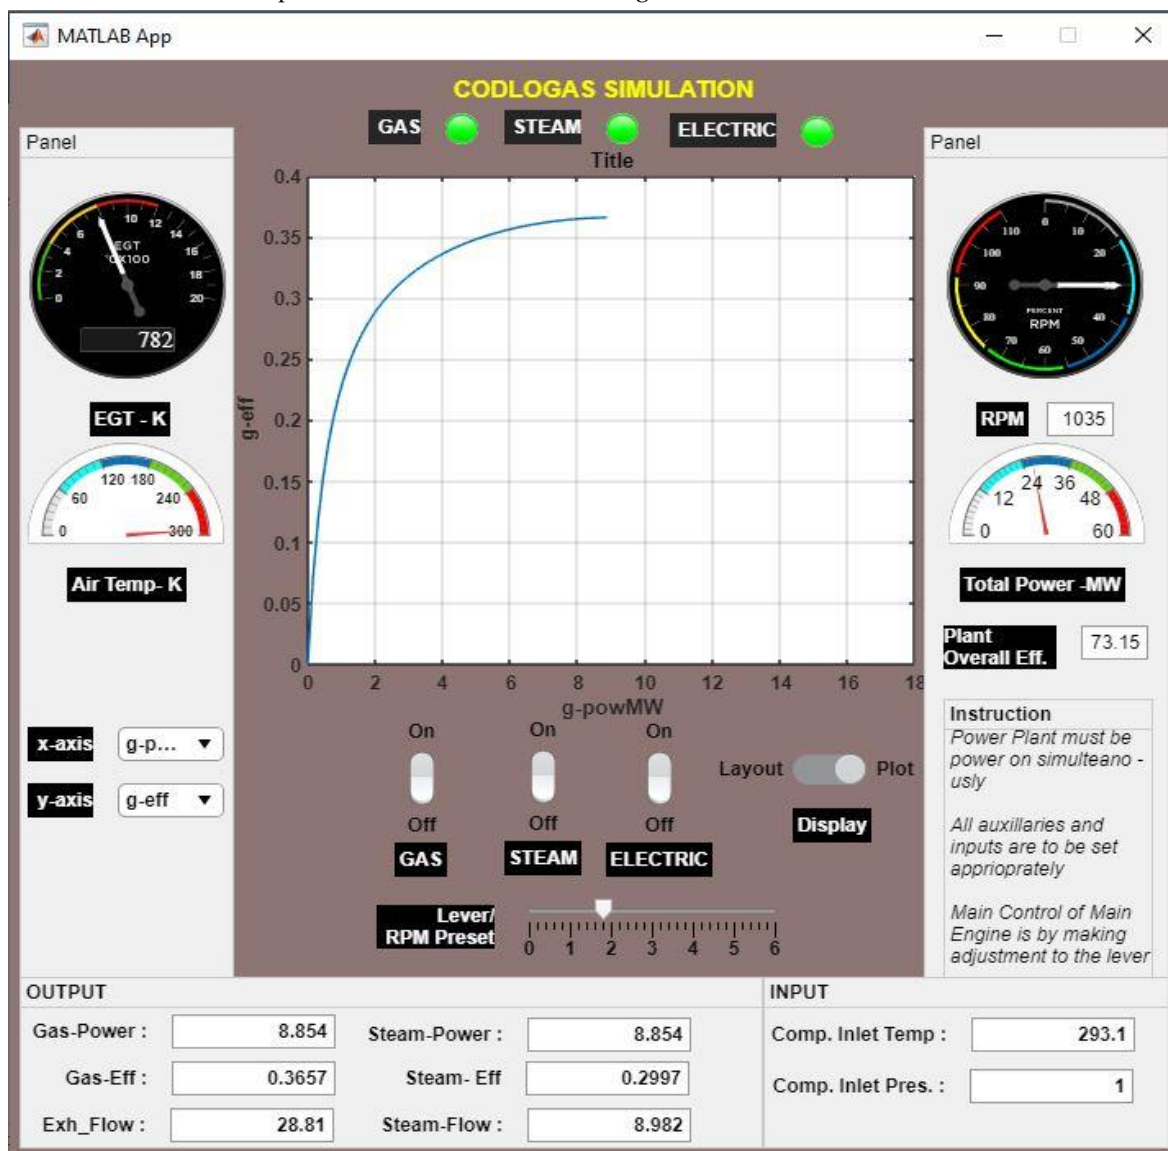 MATLAB App
CODLOGAS SIMULATION
GAS
STEAM
ELECTRIC
Panel
0
2
4
6
10
12
14
16
18
20
EGT
782
EGT - K
0
60
120
180
240
300
Air Temp- K
x-axis
g-p...
y-axis
g-eff
Title
0.4
0.35
0.3
0.25
0.2
0.15
0.1
0.05
0
g-eff
0
2
4
6
8
10
12
14
16
18
g-powMW
On
On
On
Off
Off
Off
GAS
STEAM
ELECTRIC
Layout
Plot
Display
Lever/
RPM Preset
0
1
2
3
4
5
6
Panel
0
10
20
40
50
60
70
80
90
100
110
PERCENT
RPM
RPM
1035
0
12
24
36
48
60
Total Power -MW
Plant
Overall Eff.
73.15
Instruction
Power Plant must be
power on simulteano -
usly
All auxillaries and
inputs are to be set
apprioprately
Main Control of Main
Engine is by making
adjustment to the lever
OUTPUT
Gas-Power :
8.854
Steam-Power :
8.854
Gas-Eff :
0.3657
Steam- Eff
0.2997
Exh_Flow :
28.81
Steam-Flow :
8.982
INPUT
Comp. Inlet Temp :
293.1
Comp. Inlet Pres. :
1